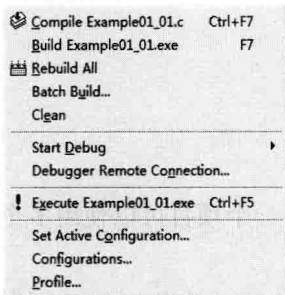 Compile Example01_01.c Ctrl+F7
Build Example01_01.exe F7
Rebuild All
Batch Build...
Clean
Start Debug
Debugger Remote Connection...
Execute Example01_01.exe Ctrl+F5
Set Active Configuration...
Configurations...
Profile...